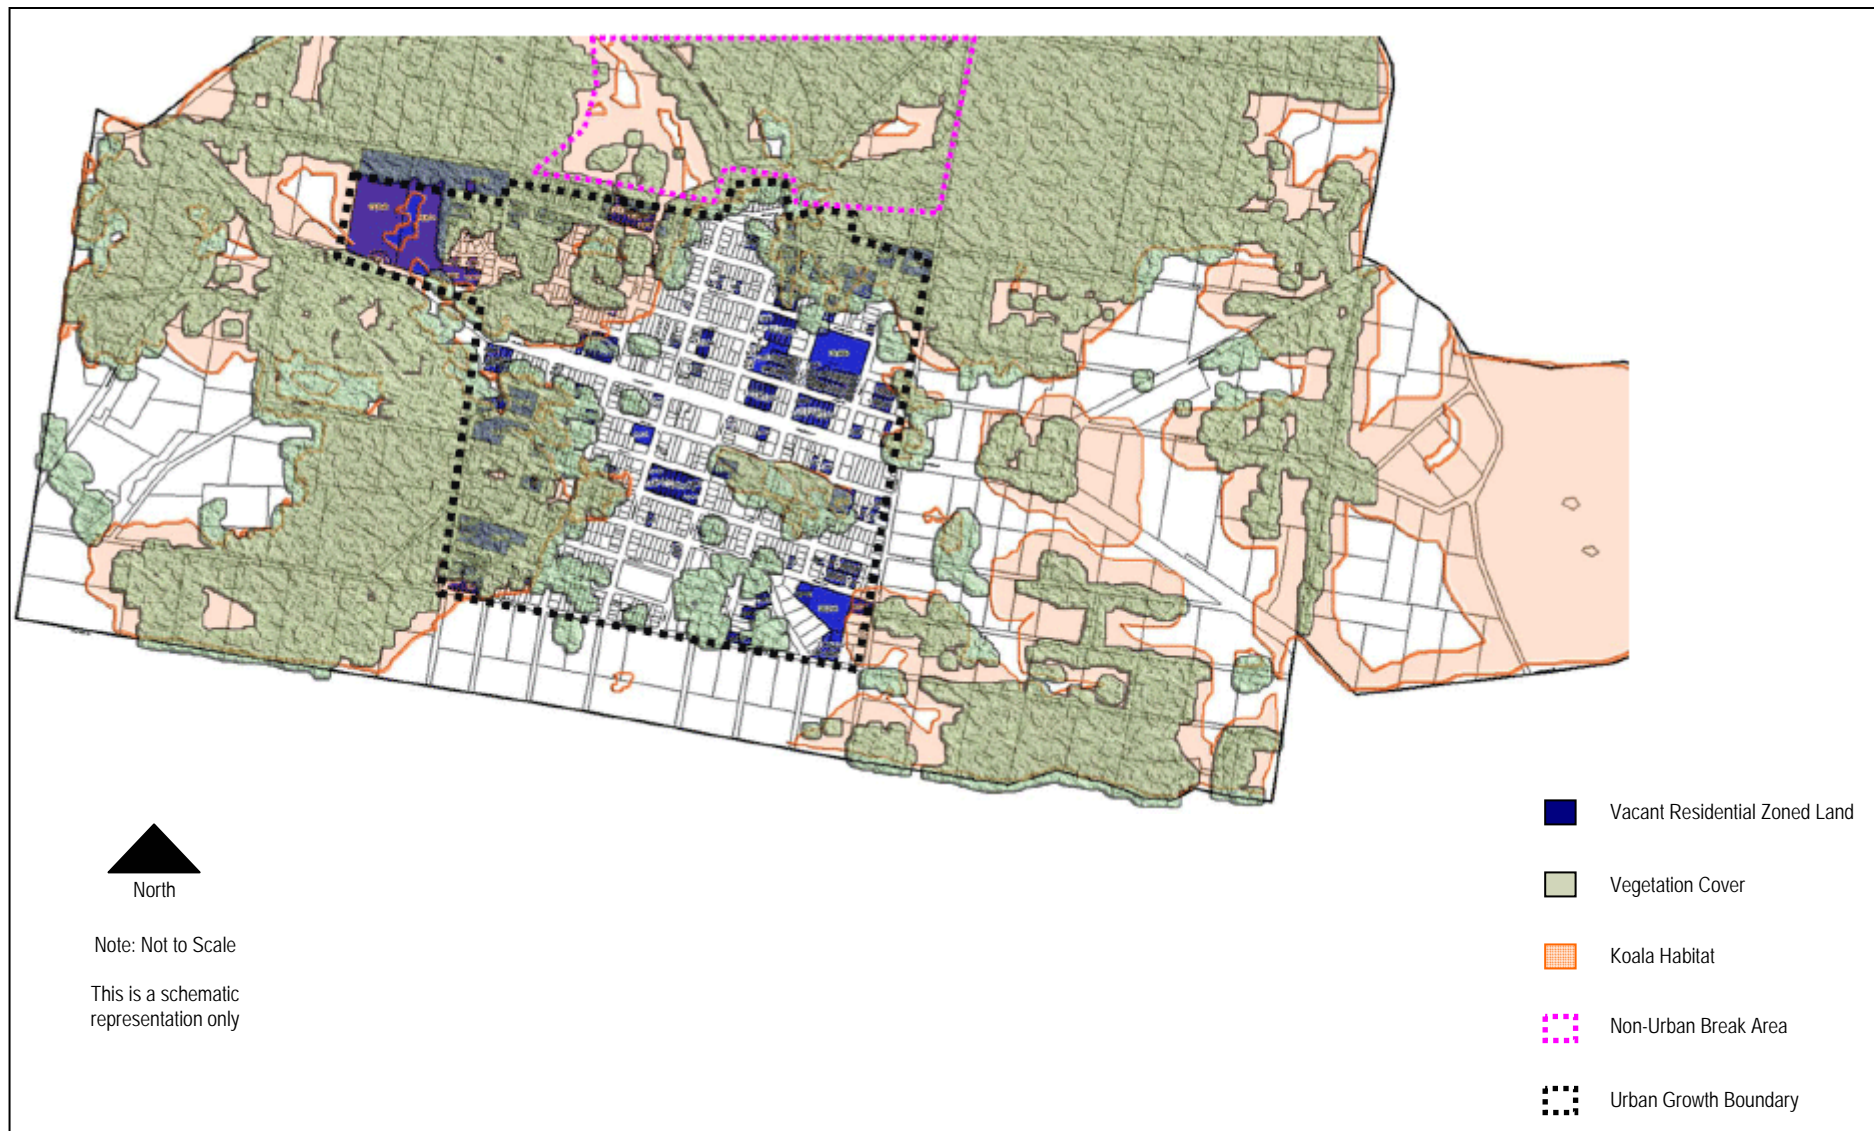 North
Note: Not to Scale
This is a schematic
representation only
Vacant Residential Zoned Land
Vegetation Cover
Koala Habitat
Non-Urban Break Area
Urban Growth Boundary